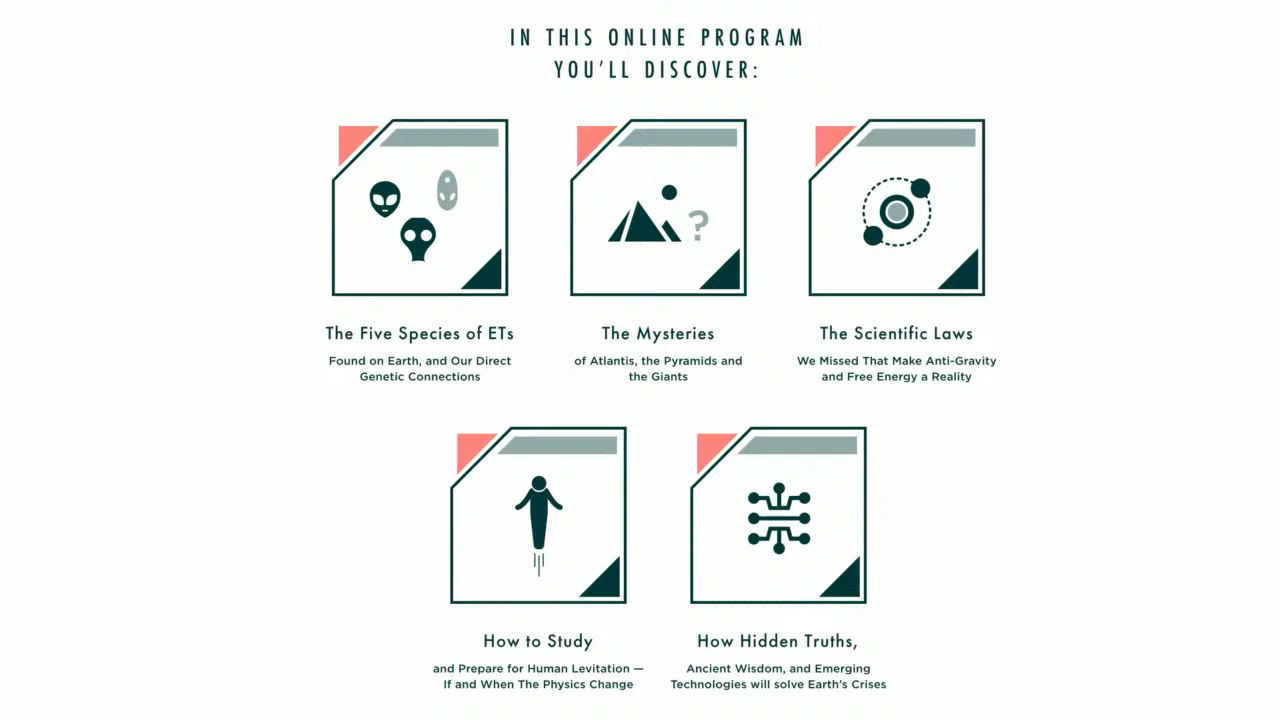 IN THIS ONLINE PROGRAM
YOU'LL DISCOVER:
?
The Five Species of ETs
Found on Earth, and Our Direct
Genetic Connections
The Mysteries
of Atlantis, the Pyramids and
the Giants
The Scientific Laws
We Missed That Make Anti-Gravity
and Free Energy a Reality
How to Study
and Prepare for Human Levitation —
If and When The Physics Change
How Hidden Truths,
Ancient Wisdom, and Emerging
Technologies will solve Earth's Crises